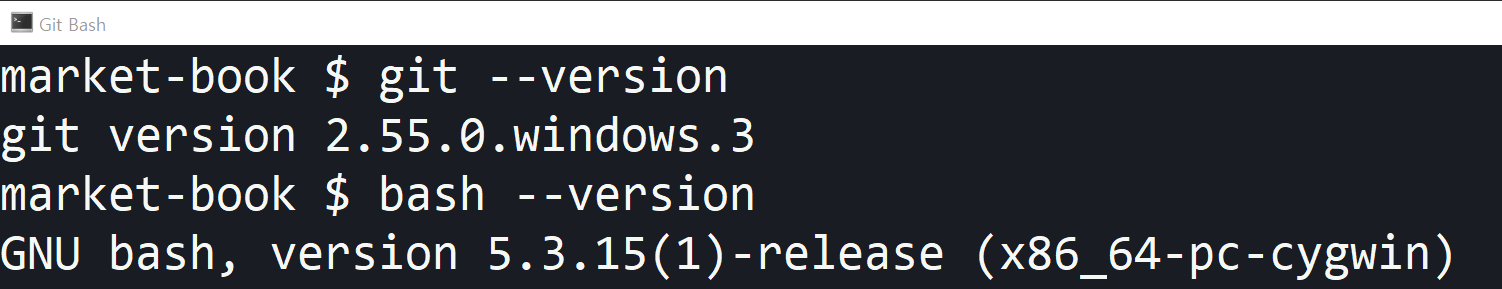 Git Bash
market-book $ git --version
git version 2.55.0.windows.3
market-book $ bash --version
GNU bash, version 5.3.15(1)-release (x86_64-pc-cygwin)